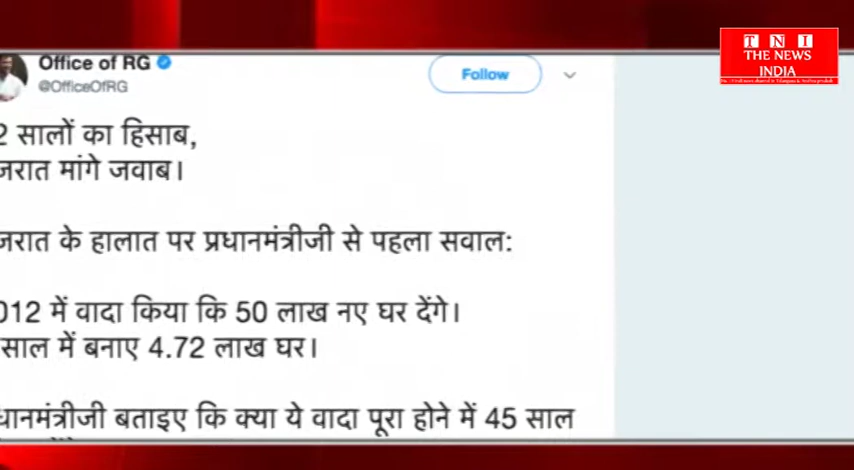 Office of RG
@OfficeOfRG
Follow
TNI
THE NEWS
INDIA
2 सालों का हिसाब,
जरात मांगे जवाब।
जरात के हालात पर प्रधानमंत्रीजी से पहला सवाल:
012 में वादा किया कि 50 लाख नए घर देंगे।
साल में बनाए 4.72 लाख घर।
धानमंत्रीजी बताइए कि क्या ये वादा पूरा होने में 45 साल